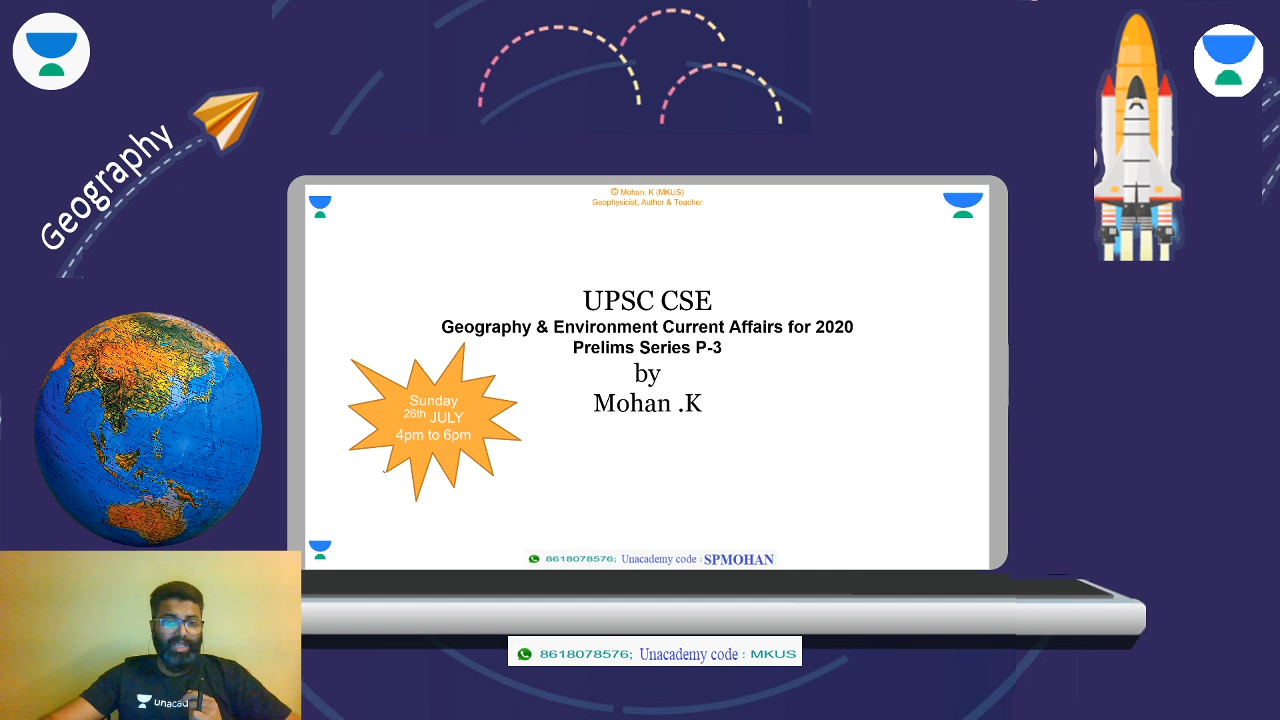 Geography
© Mohan. K (MKUS)
Geophysicist, Author & Teacher
UPSC CSE
Geography & Environment Current Affairs for 2020
Prelims Series P-3
by
Mohan .K
Sunday
26th JULY
4pm to 6pm
8618078576; Unacademy code : SPMOHAN
8618078576; Unacademy code : MKUS
unacad